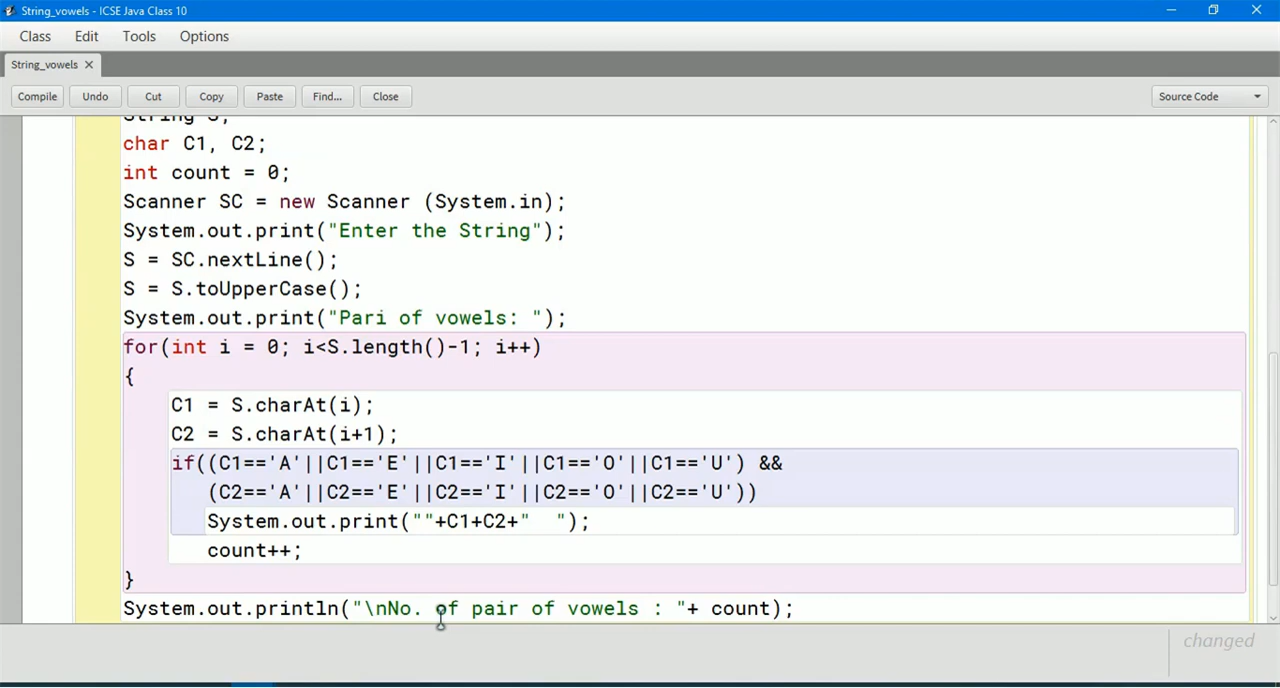 String_vowels - ICSE Java Class 10
Class Edit Tools Options
String_vowels ✕
Compile Undo Cut Copy Paste Find... Close Source Code
String S;
char C1, C2;
int count = 0;
Scanner SC = new Scanner (System.in);
System.out.print("Enter the String");
S = SC.nextLine();
S = S.toUpperCase();
System.out.print("Pari of vowels: ");
for(int i = 0; i<S.length()-1; i++)
{
C1 = S.charAt(i);
C2 = S.charAt(i+1);
if((C1=='A'||C1=='E'||C1=='I'||C1=='O'||C1=='U') &&
(C2=='A'||C2=='E'||C2=='I'||C2=='O'||C2=='U'))
System.out.print(""+C1+C2+"  ");
count++;
}
System.out.println("\nNo. of pair of vowels : "+ count);
changed